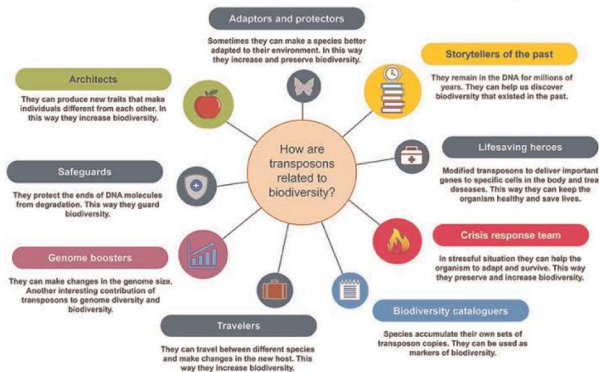 Adaptors and protectors
Sometimes they can make a species better
adapted to their environment. In this way
they increase and preserve biodiversity.
Storytellers of the past
They remain in the DNA for millions of
years. They can help us discover
biodiversity that existed in the past.
Architects
They can produce new traits that make
individuals different from each other. In
this way they increase biodiversity.
How are
transposons
related to
biodiversity?
Lifesaving heroes
Modified transposons to deliver important
genes to specific cells in the body and trea
deseases. This way they can keep the
organism healthy and save lives.
Safeguards
They protect the ends of DNA molecules
from degradation. This way they guard
biodiversity.
Crisis response team
In stressful situation they can help the
organism to adapt and survive. This way
they preserve and increase biodiversity.
Genome boosters
They can make changes in the genome size.
Another interesting contribution of
transposons to genome diversity and
biodiversity.
Biodiversity cataloguers
Species accumulate their own sets of
transposon copies. They can be used as
markers of biodiversity.
Travelers
They can travel between different species
and make changes in the new host. This
way they increase biodiversity.